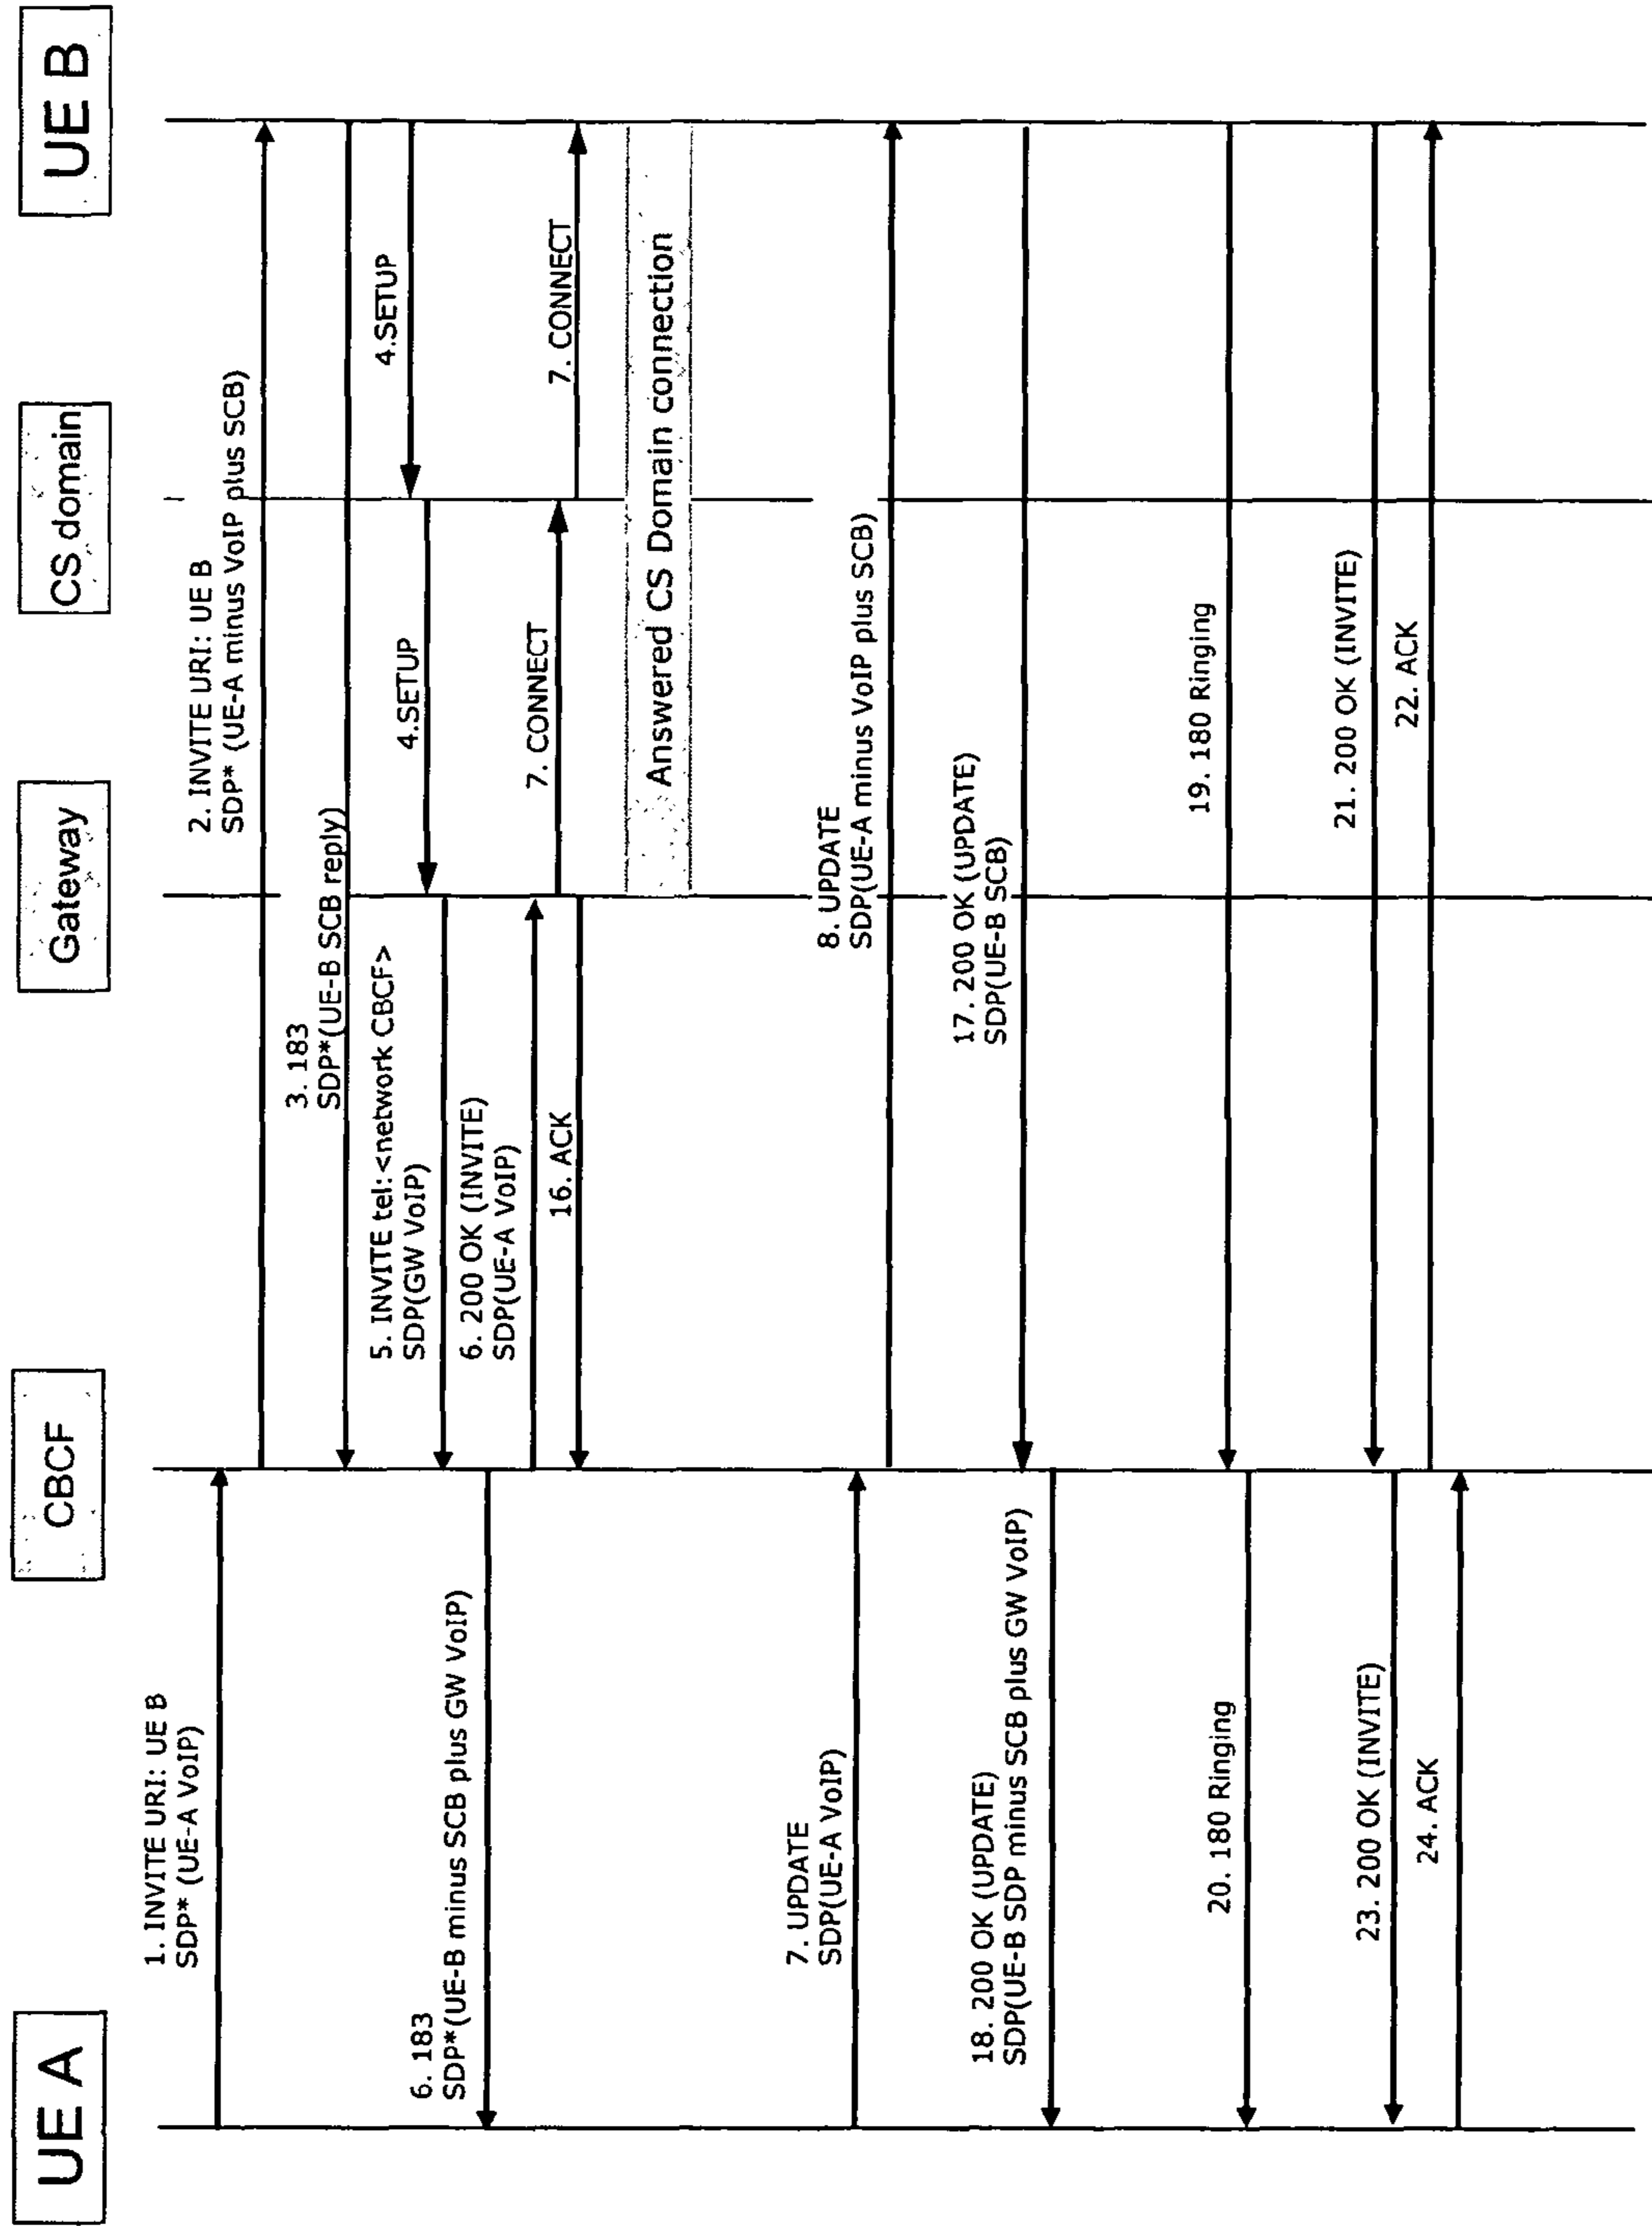 UE A
CBCF
Gateway
CS domain
UE B
1. INVITE URI: UE B
SDP* (UE-A VoIP)
2. INVITE URI: UE B
SDP* (UE-A minus VoIP plus SCB)
3. 183
SDP*(UE-B SCB reply)
4.SETUP
4.SETUP
5. INVITE tel:<network CBCF>
SDP(GW VoIP)
6. 183
SDP*(UE-B minus SCB plus GW VoIP)
6. 200 OK (INVITE)
SDP(UE-A VoIP)
7. CONNECT
7. CONNECT
16. ACK
Answered CS Domain connection
7. UPDATE
SDP(UE-A VoIP)
8. UPDATE
SDP(UE-A minus VoIP plus SCB)
17. 200 OK (UPDATE)
SDP(UE-B SCB)
18. 200 OK (UPDATE)
SDP(UE-B SDP minus SCB plus GW VoIP)
19. 180 Ringing
20. 180 Ringing
21. 200 OK (INVITE)
22. ACK
23. 200 OK (INVITE)
24. ACK